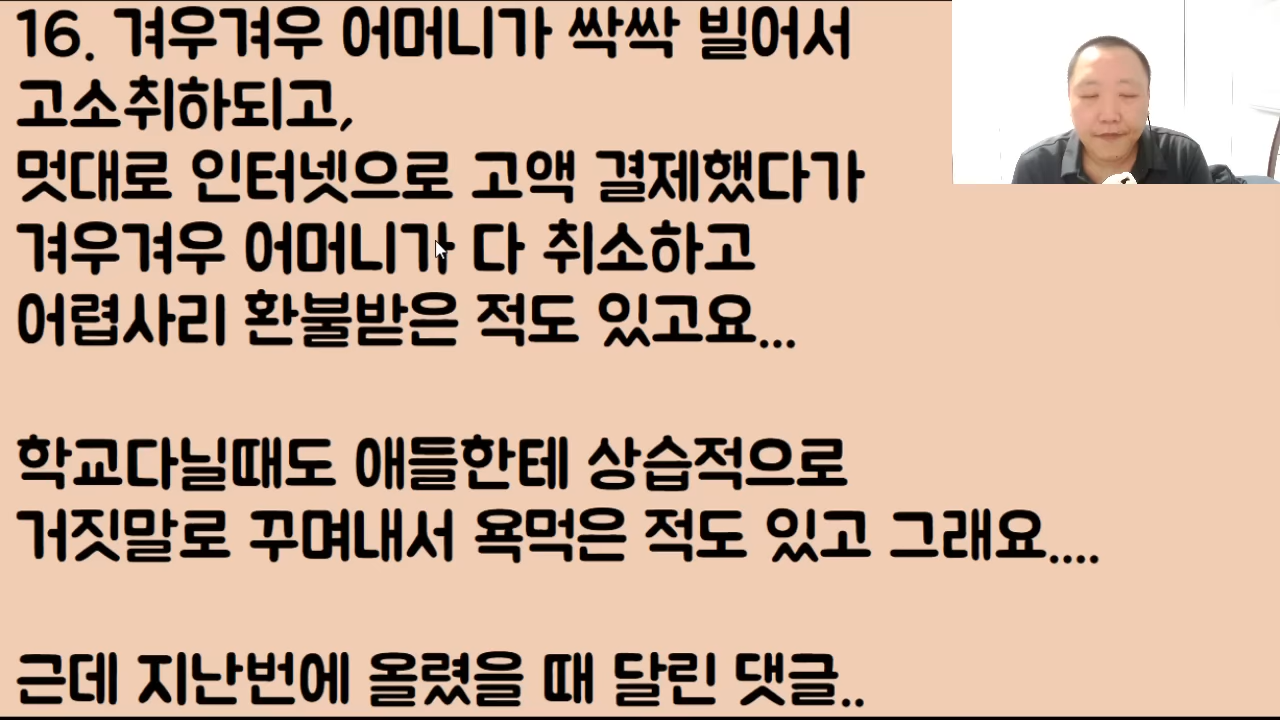 16. 겨우겨우 어머니가 싹싹 빌어서
고소취하되고,
멋대로 인터넷으로 고액 결제했다가
겨우겨우 어머니가 다 취소하고
어렵사리 환불받은 적도 있고요...
학교다닐때도 애들한테 상습적으로
거짓말로 꾸며내서 욕먹은 적도 있고 그래요....
근데 지난번에 올렸을 때 달린 댓글..